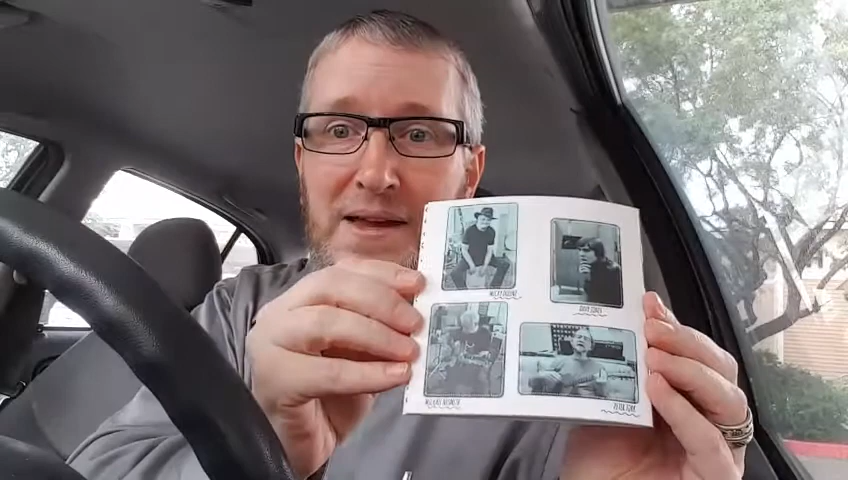 MICKY DOLENZ
DAVY JONES
MICHAEL NESMITH
PETER TORK